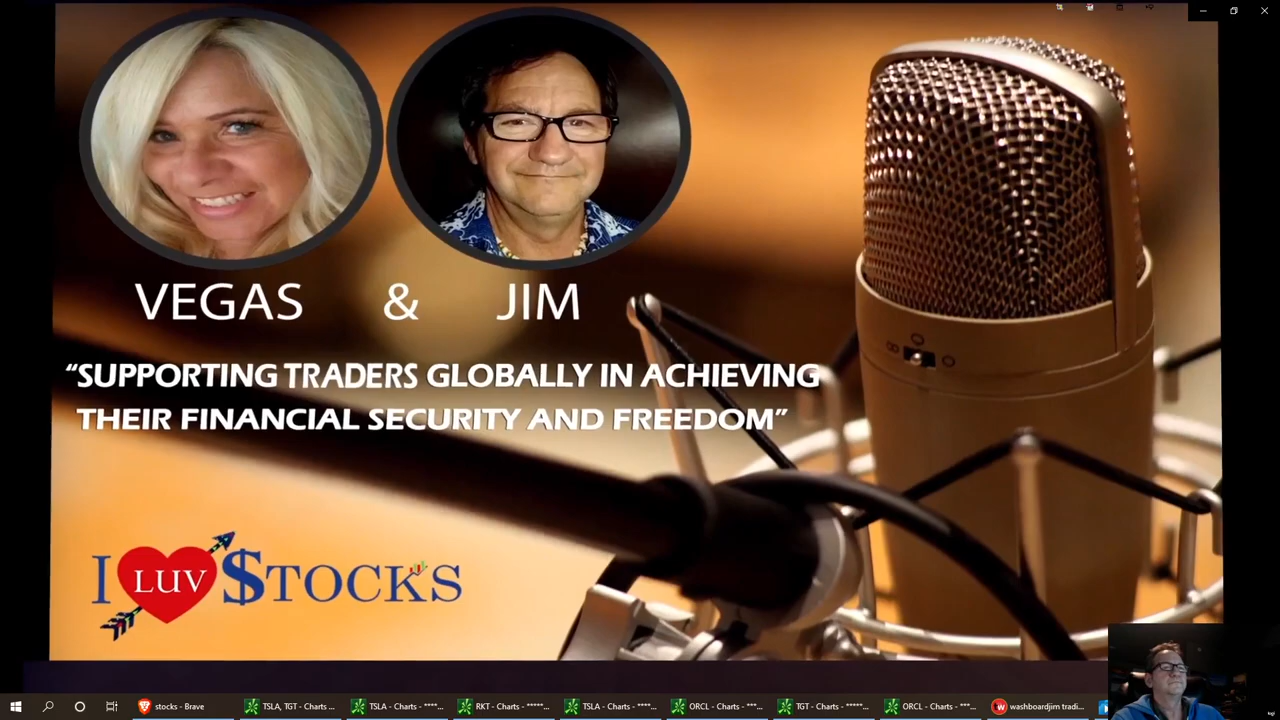 VEGAS & JIM
“SUPPORTING TRADERS GLOBALLY IN ACHIEVING
THEIR FINANCIAL SECURITY AND FREEDOM”
I LUV $TOCKS
stocks - Brave
TSLA, TGT - Charts ...
TSLA - Charts - ****...
RKT - Charts - *****...
TSLA - Charts - ****...
ORCL - Charts - ***...
TGT - Charts - *****...
ORCL - Charts - ***...
washboardjim tradi...